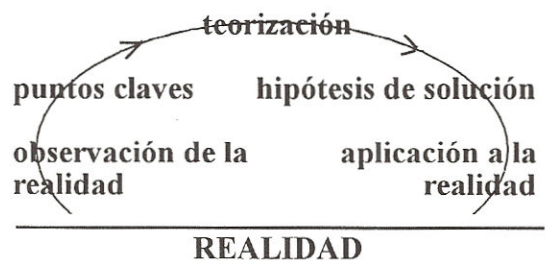 teorización
puntos claves
hipótesis de solución
observación de la
realidad
aplicación a la
realidad
REALIDAD